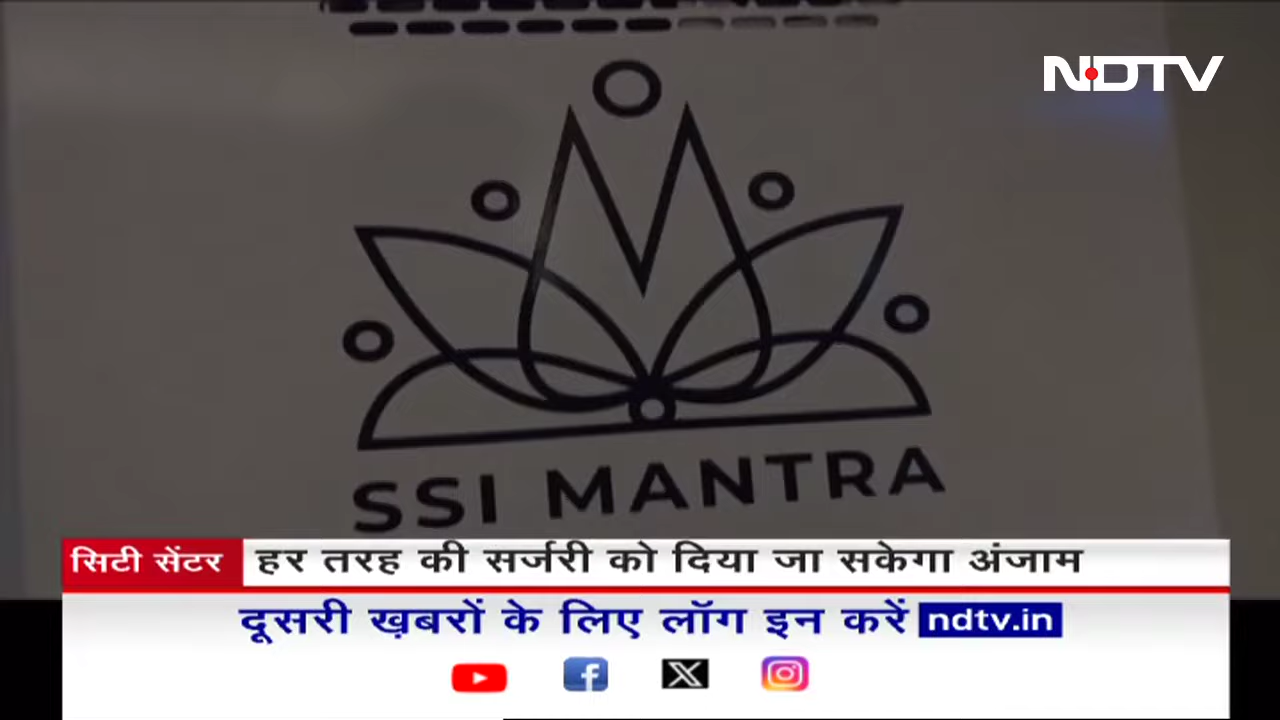 NDTV
SSI MANTRA
सिटी सेंटर हर तरह की सर्जरी को दिया जा सकेगा अंजाम
दूसरी ख़बरों के लिए लॉग इन करें ndtv.in